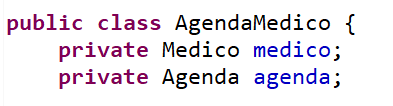 public class AgendaMedico {
    private Medico medico;
    private Agenda agenda;